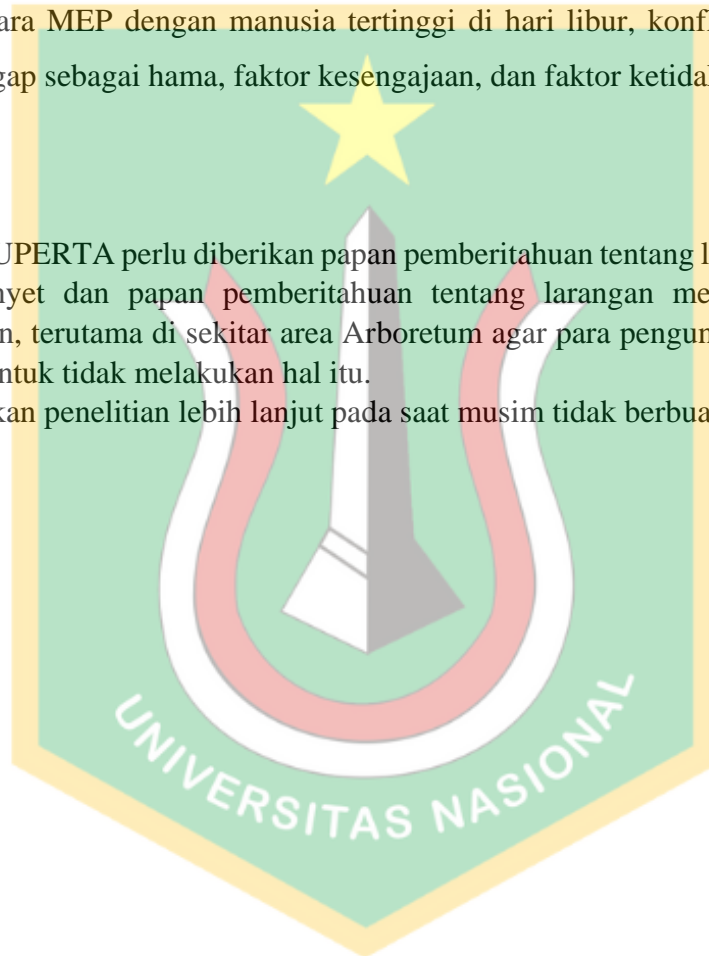 ara MEP dengan manusia tertinggi di hari libur, konf
gap sebagai hama, faktor kesengajaan, dan faktor ketidal
UPERTA perlu diberikan papan pemberitahuan tentang l
nyet dan papan pemberitahuan tentang larangan me
n, terutama di sekitar area Arboretum agar para pengun
ntuk tidak melakukan hal itu.
kan penelitian lebih lanjut pada saat musim tidak berbua
UNIVERSITAS NASIONAL